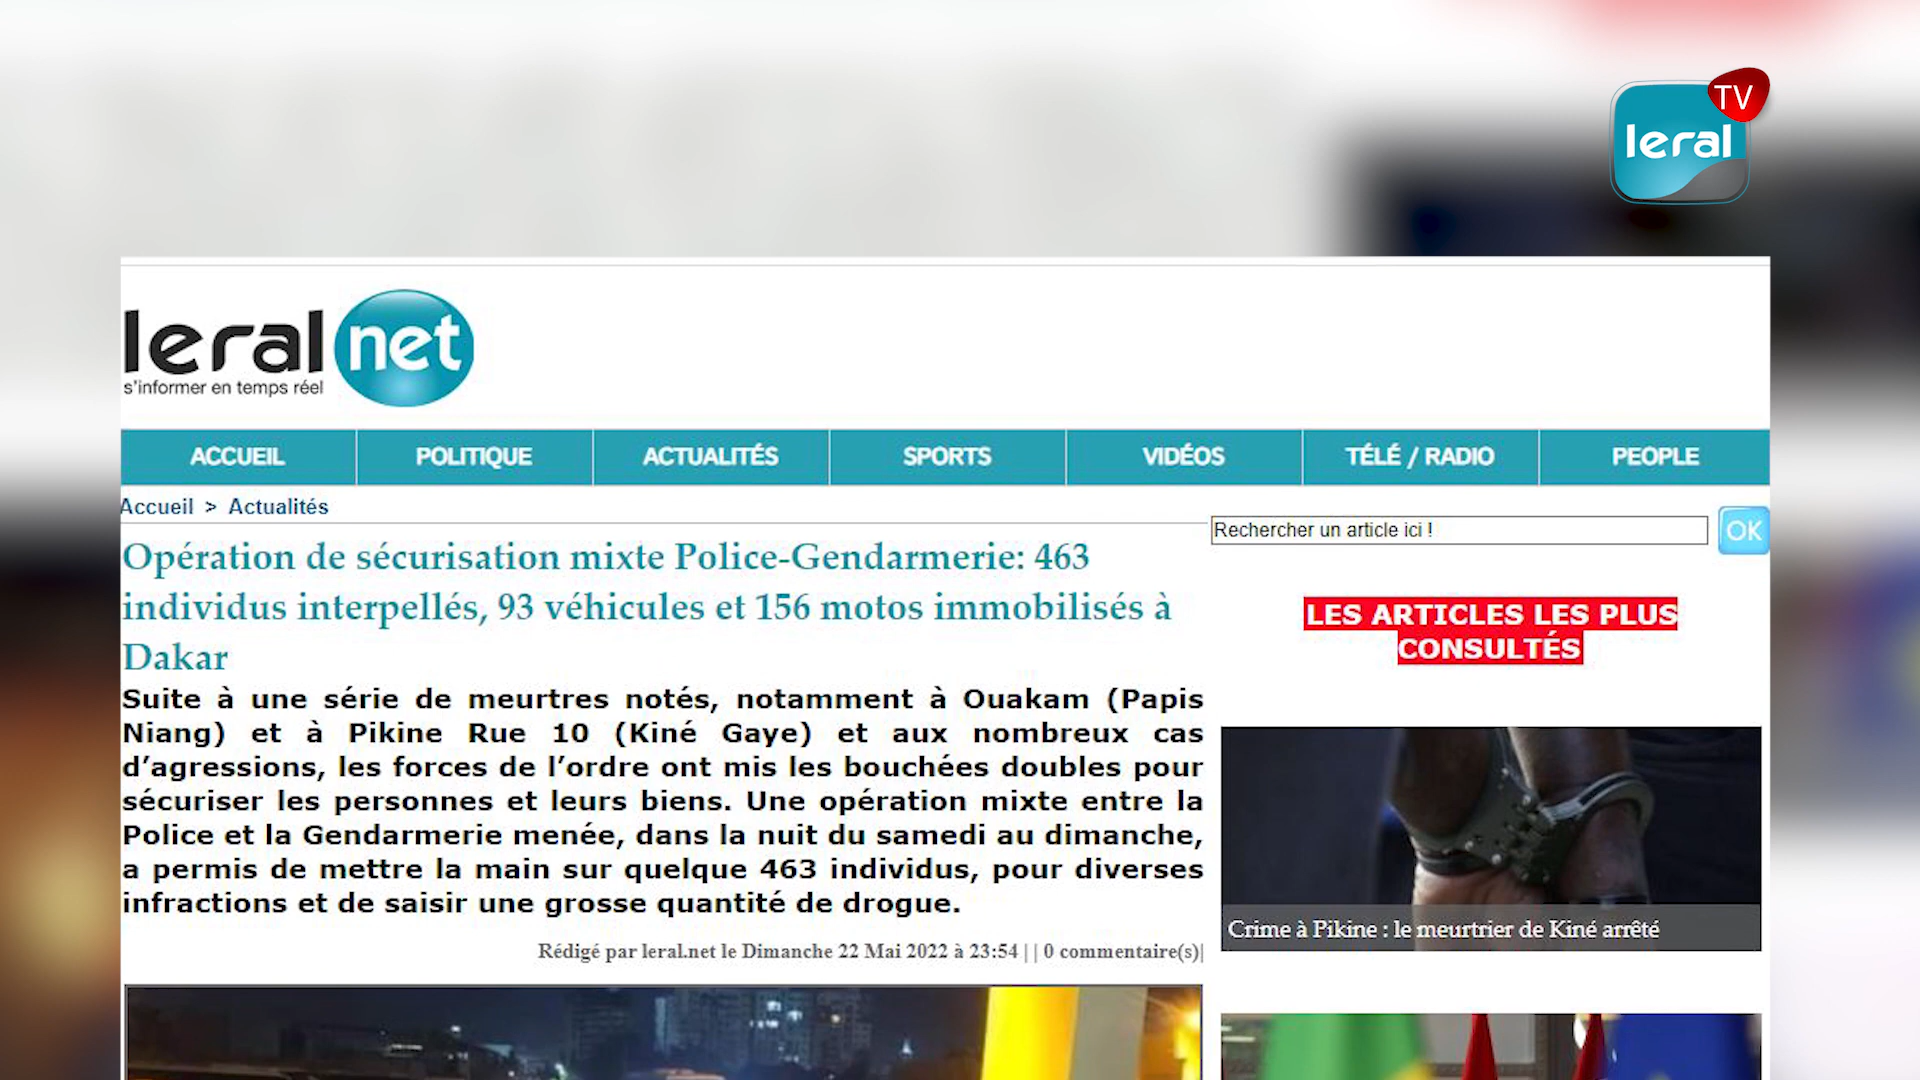 TV
leral
leral net
s'informer en temps réel
ACCUEIL
POLITIQUE
ACTUALITÉS
SPORTS
VIDÉOS
TÉLÉ / RADIO
PEOPLE
Accueil > Actualités
Rechercher un article ici !
OK
Opération de sécurisation mixte Police-Gendarmerie: 463
individus interpellés, 93 véhicules et 156 motos immobilisés à
Dakar
Suite à une série de meurtres notés, notamment à Ouakam (Papis
Niang) et à Pikine Rue 10 (Kiné Gaye) et aux nombreux cas
d’agressions, les forces de l’ordre ont mis les bouchées doubles pour
sécuriser les personnes et leurs biens. Une opération mixte entre la
Police et la Gendarmerie menée, dans la nuit du samedi au dimanche,
a permis de mettre la main sur quelque 463 individus, pour diverses
infractions et de saisir une grosse quantité de drogue.
Rédigé par leral.net le Dimanche 22 Mai 2022 à 23:54 | | 0 commentaire(s)|
LES ARTICLES LES PLUS
CONSULTÉS
Crime à Pikine : le meurtrier de Kiné arrêté